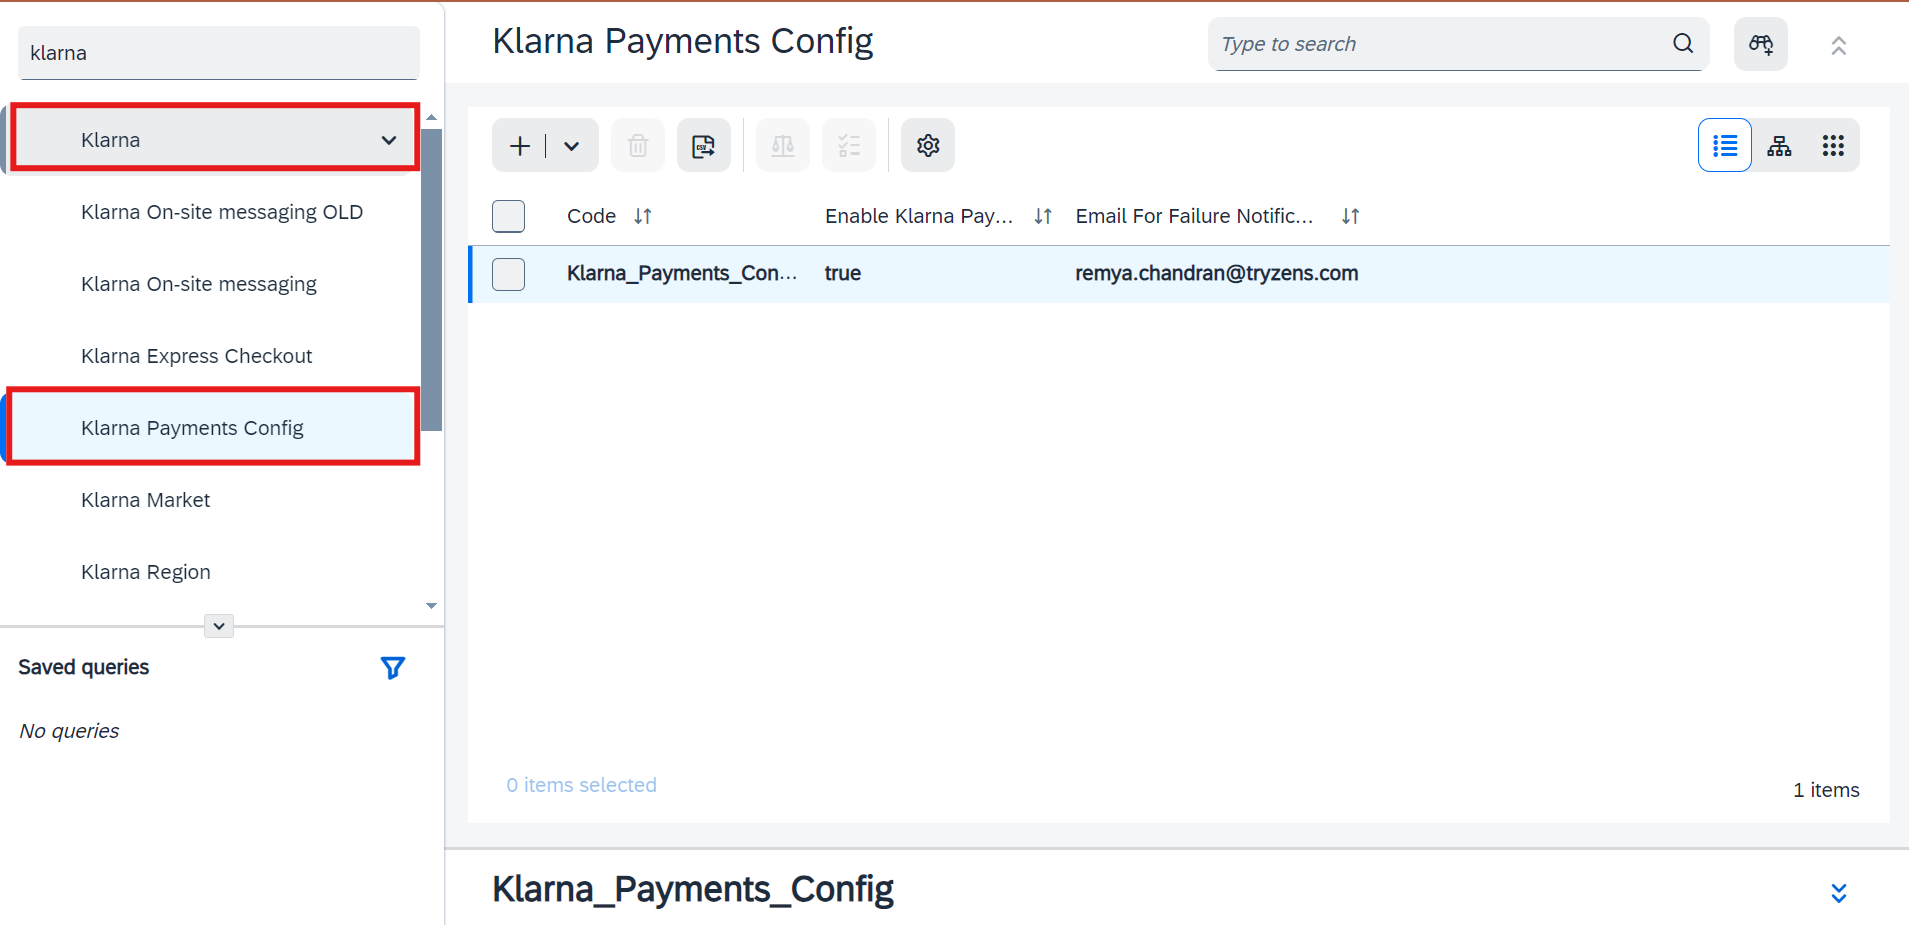 klarna
Klarna
Klarna On-site messaging OLD
Klarna On-site messaging
Klarna Express Checkout
Klarna Payments Config
Klarna Market
Klarna Region
Saved queries
No queries
Klarna Payments Config
Type to search
CSV
Code
Enable Klarna Pay...
Email For Failure Notific...
Klarna_Payments_Con...
true
remya.chandran@tryzens.com
0 items selected
1 items
Klarna_Payments_Config